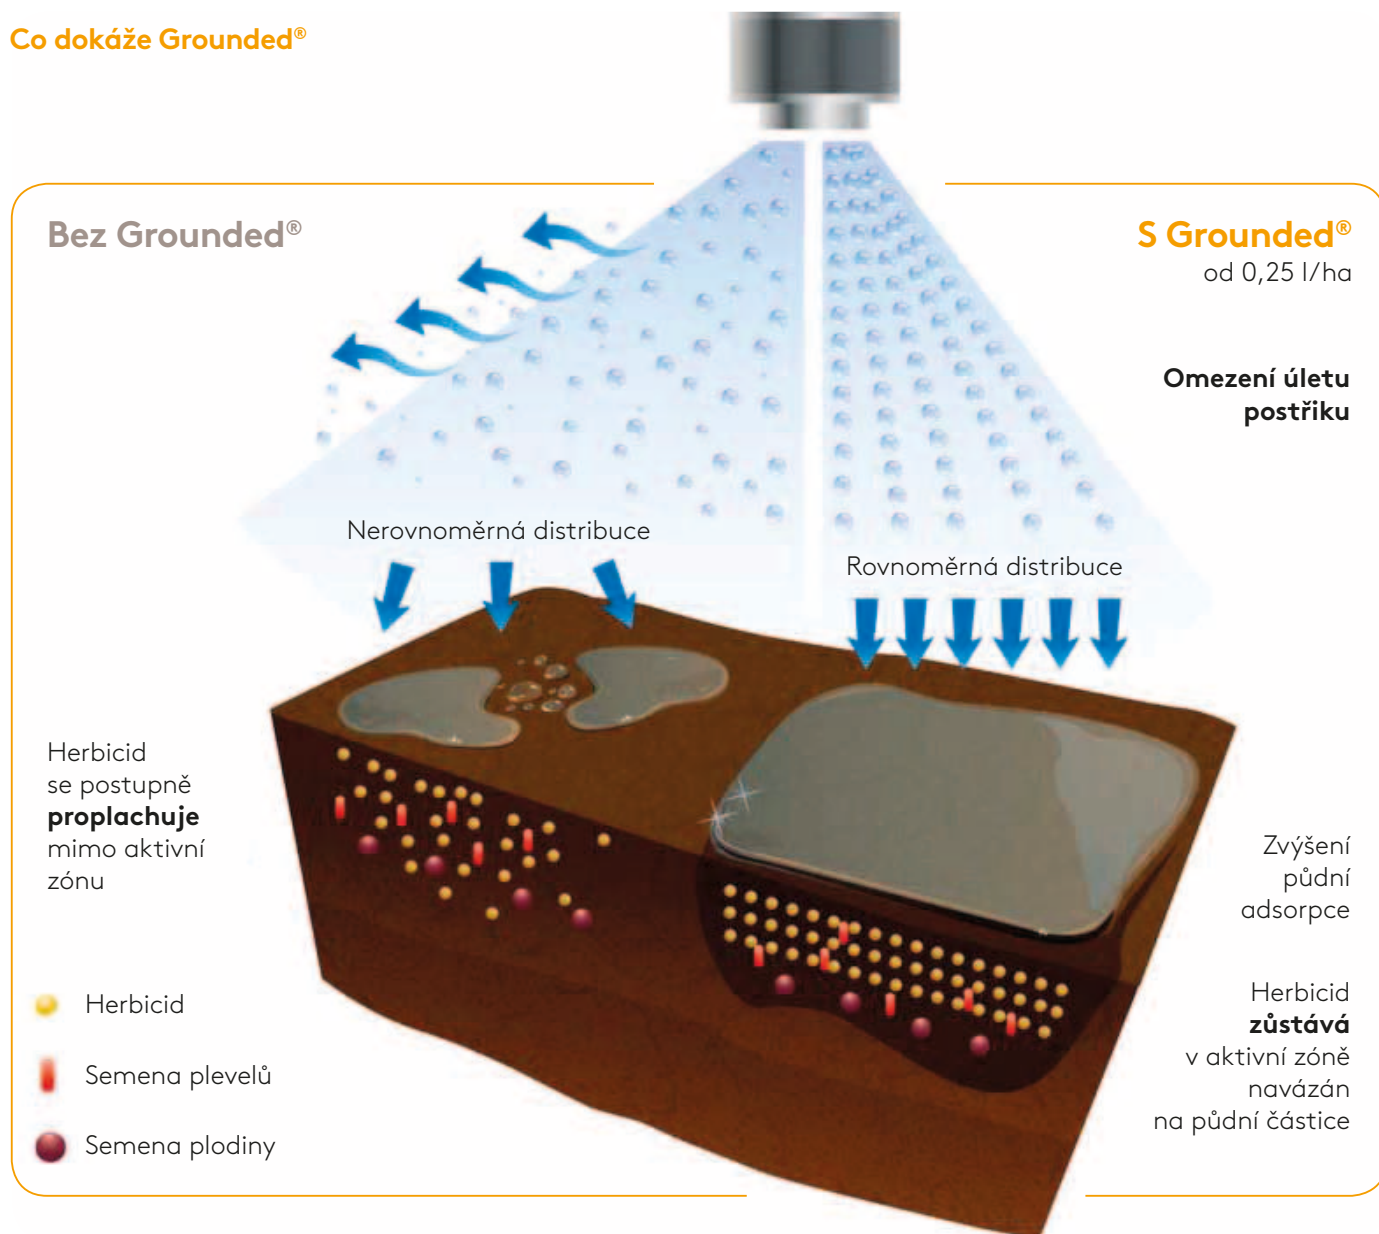 Co dokáže Grounded®
Bez Grounded®
S Grounded®
od 0,25 l/ha
Omezení úletu
postřiku
Nerovnoměrná distribuce
Rovnoměrná distribuce
Herbicid
se postupně
proplachuje
mimo aktivní
zónu
Zvýšení
půdní
adsorpce
Herbicid
zůstává
v aktivní zóně
navázán
na půdní částice
Herbicid
Semena plevelů
Semena plodiny